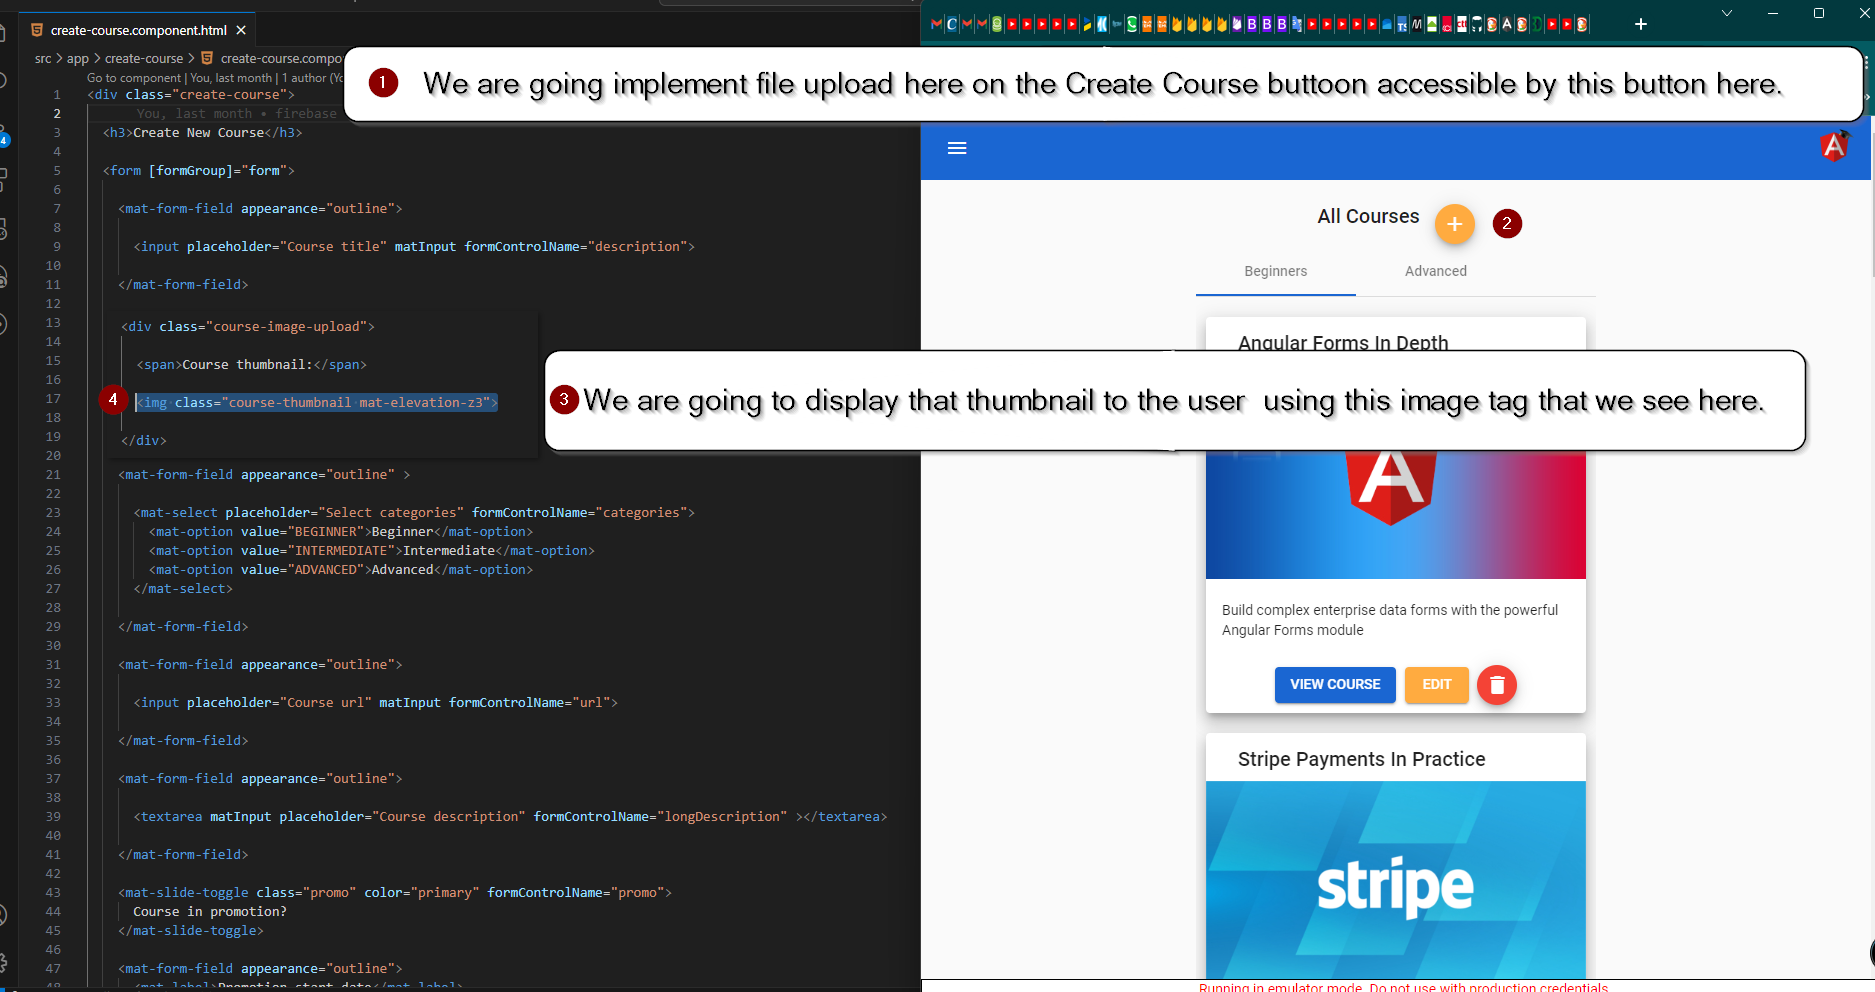 create-course.component.html
src > app > create-course > create-course.compo
Go to component | You, last month | 1 author (Yo
1 We are going implement file upload here on the Create Course buttoon accessible by this button here.
1 <div class="create-course">
2 You, last month • firebase
3 <h3>Create New Course</h3>
4
5 <form [formGroup]="form">
6
7 <mat-form-field appearance="outline">
8
9 <input placeholder="Course title" matInput formControlName="description">
10
11 </mat-form-field>
12
13 <div class="course-image-upload">
14
15 <span>Course thumbnail:</span>
16
17 <img class="course-thumbnail mat-elevation-z3">
18
19 </div>
20
21 <mat-form-field appearance="outline" >
22
23 <mat-select placeholder="Select categories" formControlName="categories">
24 <mat-option value="BEGINNER">Beginner</mat-option>
25 <mat-option value="INTERMEDIATE">Intermediate</mat-option>
26 <mat-option value="ADVANCED">Advanced</mat-option>
27 </mat-select>
28
29 </mat-form-field>
30
31 <mat-form-field appearance="outline">
32
33 <input placeholder="Course url" matInput formControlName="url">
34
35 </mat-form-field>
36
37 <mat-form-field appearance="outline">
38
39 <textarea matInput placeholder="Course description" formControlName="longDescription" ></textarea>
40
41 </mat-form-field>
42
43 <mat-slide-toggle class="promo" color="primary" formControlName="promo">
44 Course in promotion?
45 </mat-slide-toggle>
46
47 <mat-form-field appearance="outline">
48 <mat-label>Promotion start date</mat-label>
4
4
3 We are going to display that thumbnail to the user using this image tag that we see here.
A
All Courses
+
2
Beginners
Advanced
Angular Forms In Depth
A
Build complex enterprise data forms with the powerful
Angular Forms module
VIEW COURSE
EDIT
Stripe Payments In Practice
stripe
Running in emulator mode. Do not use with production credentials.